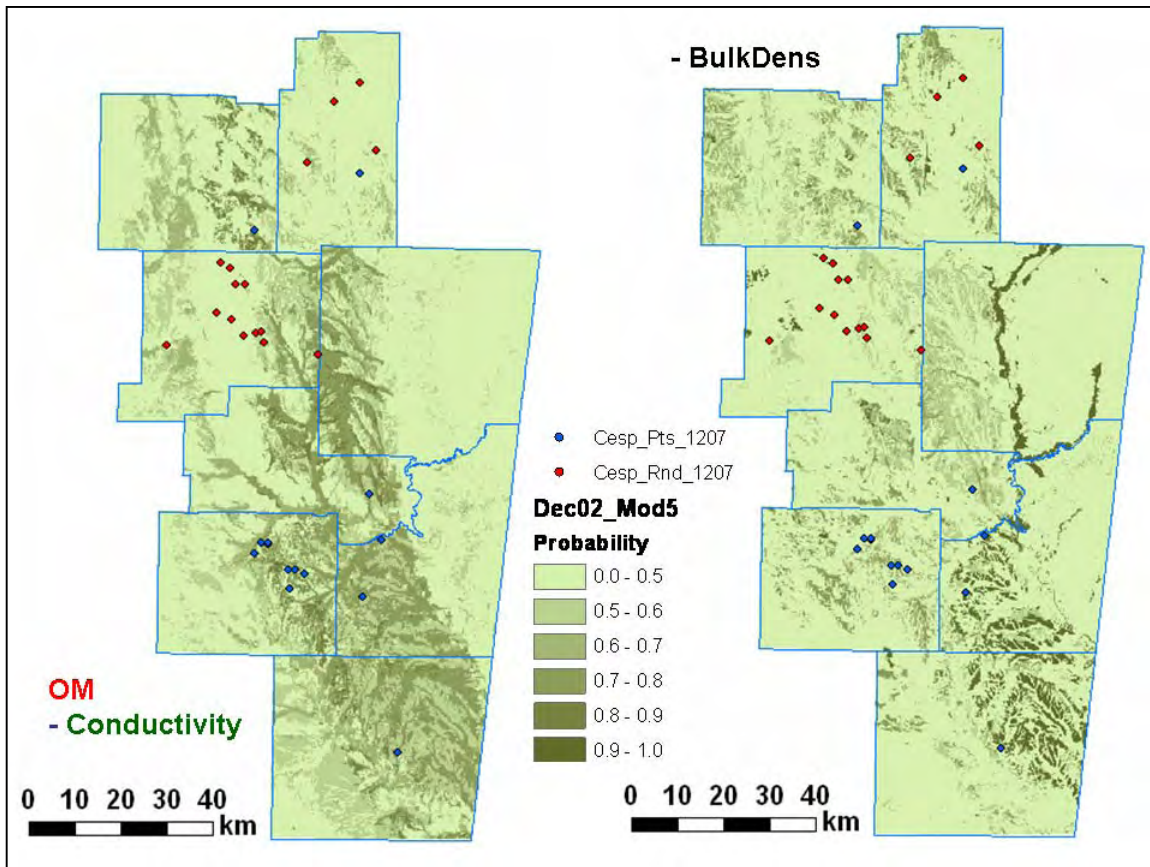 - BulkDens
Cesp_Pts_1207
Cesp_Rnd_1207
Dec02_Mod5
Probability
0.0 - 0.5
0.5 - 0.6
0.6 - 0.7
0.7 - 0.8
0.8 - 0.9
0.9 - 1.0
OM
- Conductivity
0 10 20 30 40
km
0 10 20 30 40
km